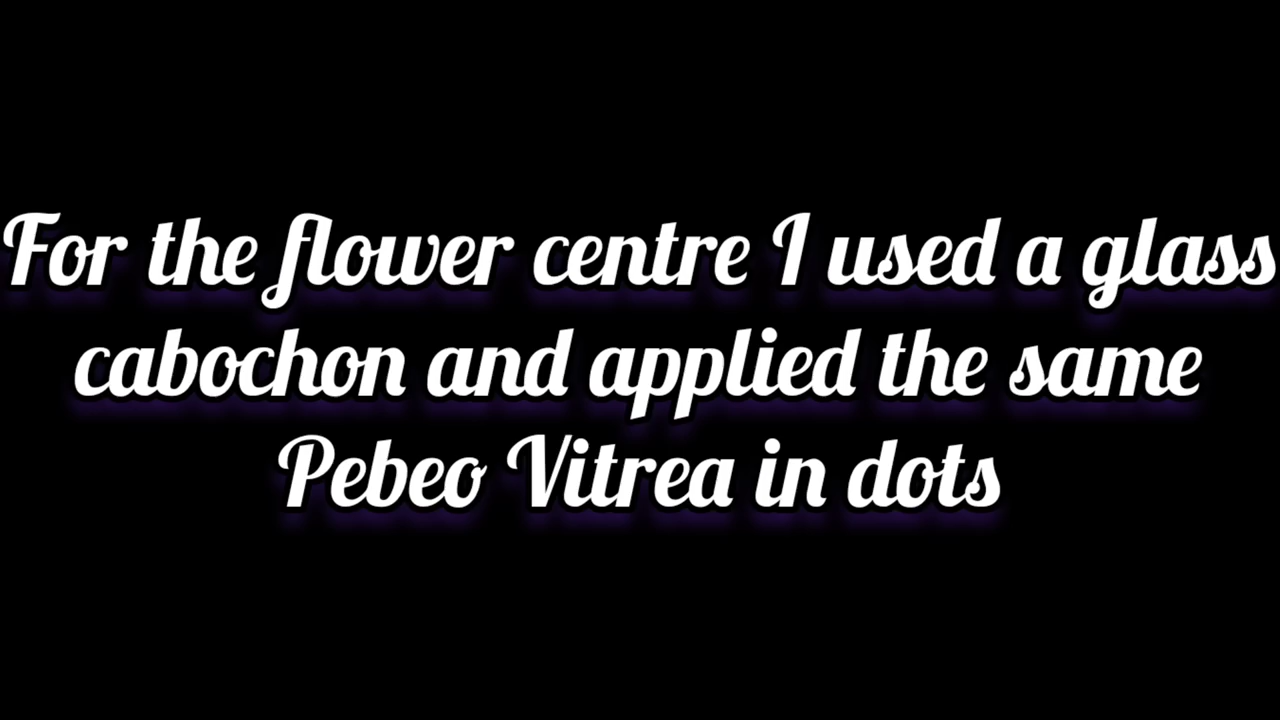 For the flower centre I used a glass
cabochon and applied the same
Pebeo Vitrea in dots